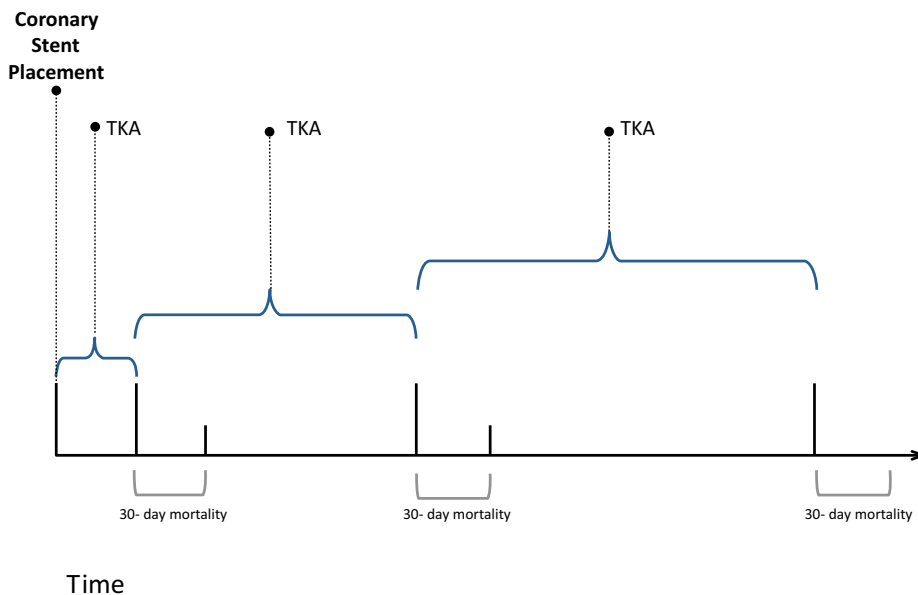 Coronary
Stent
Placement
TKA
TKA
TKA
30- day mortality
30- day mortality
30- day mortality
Time